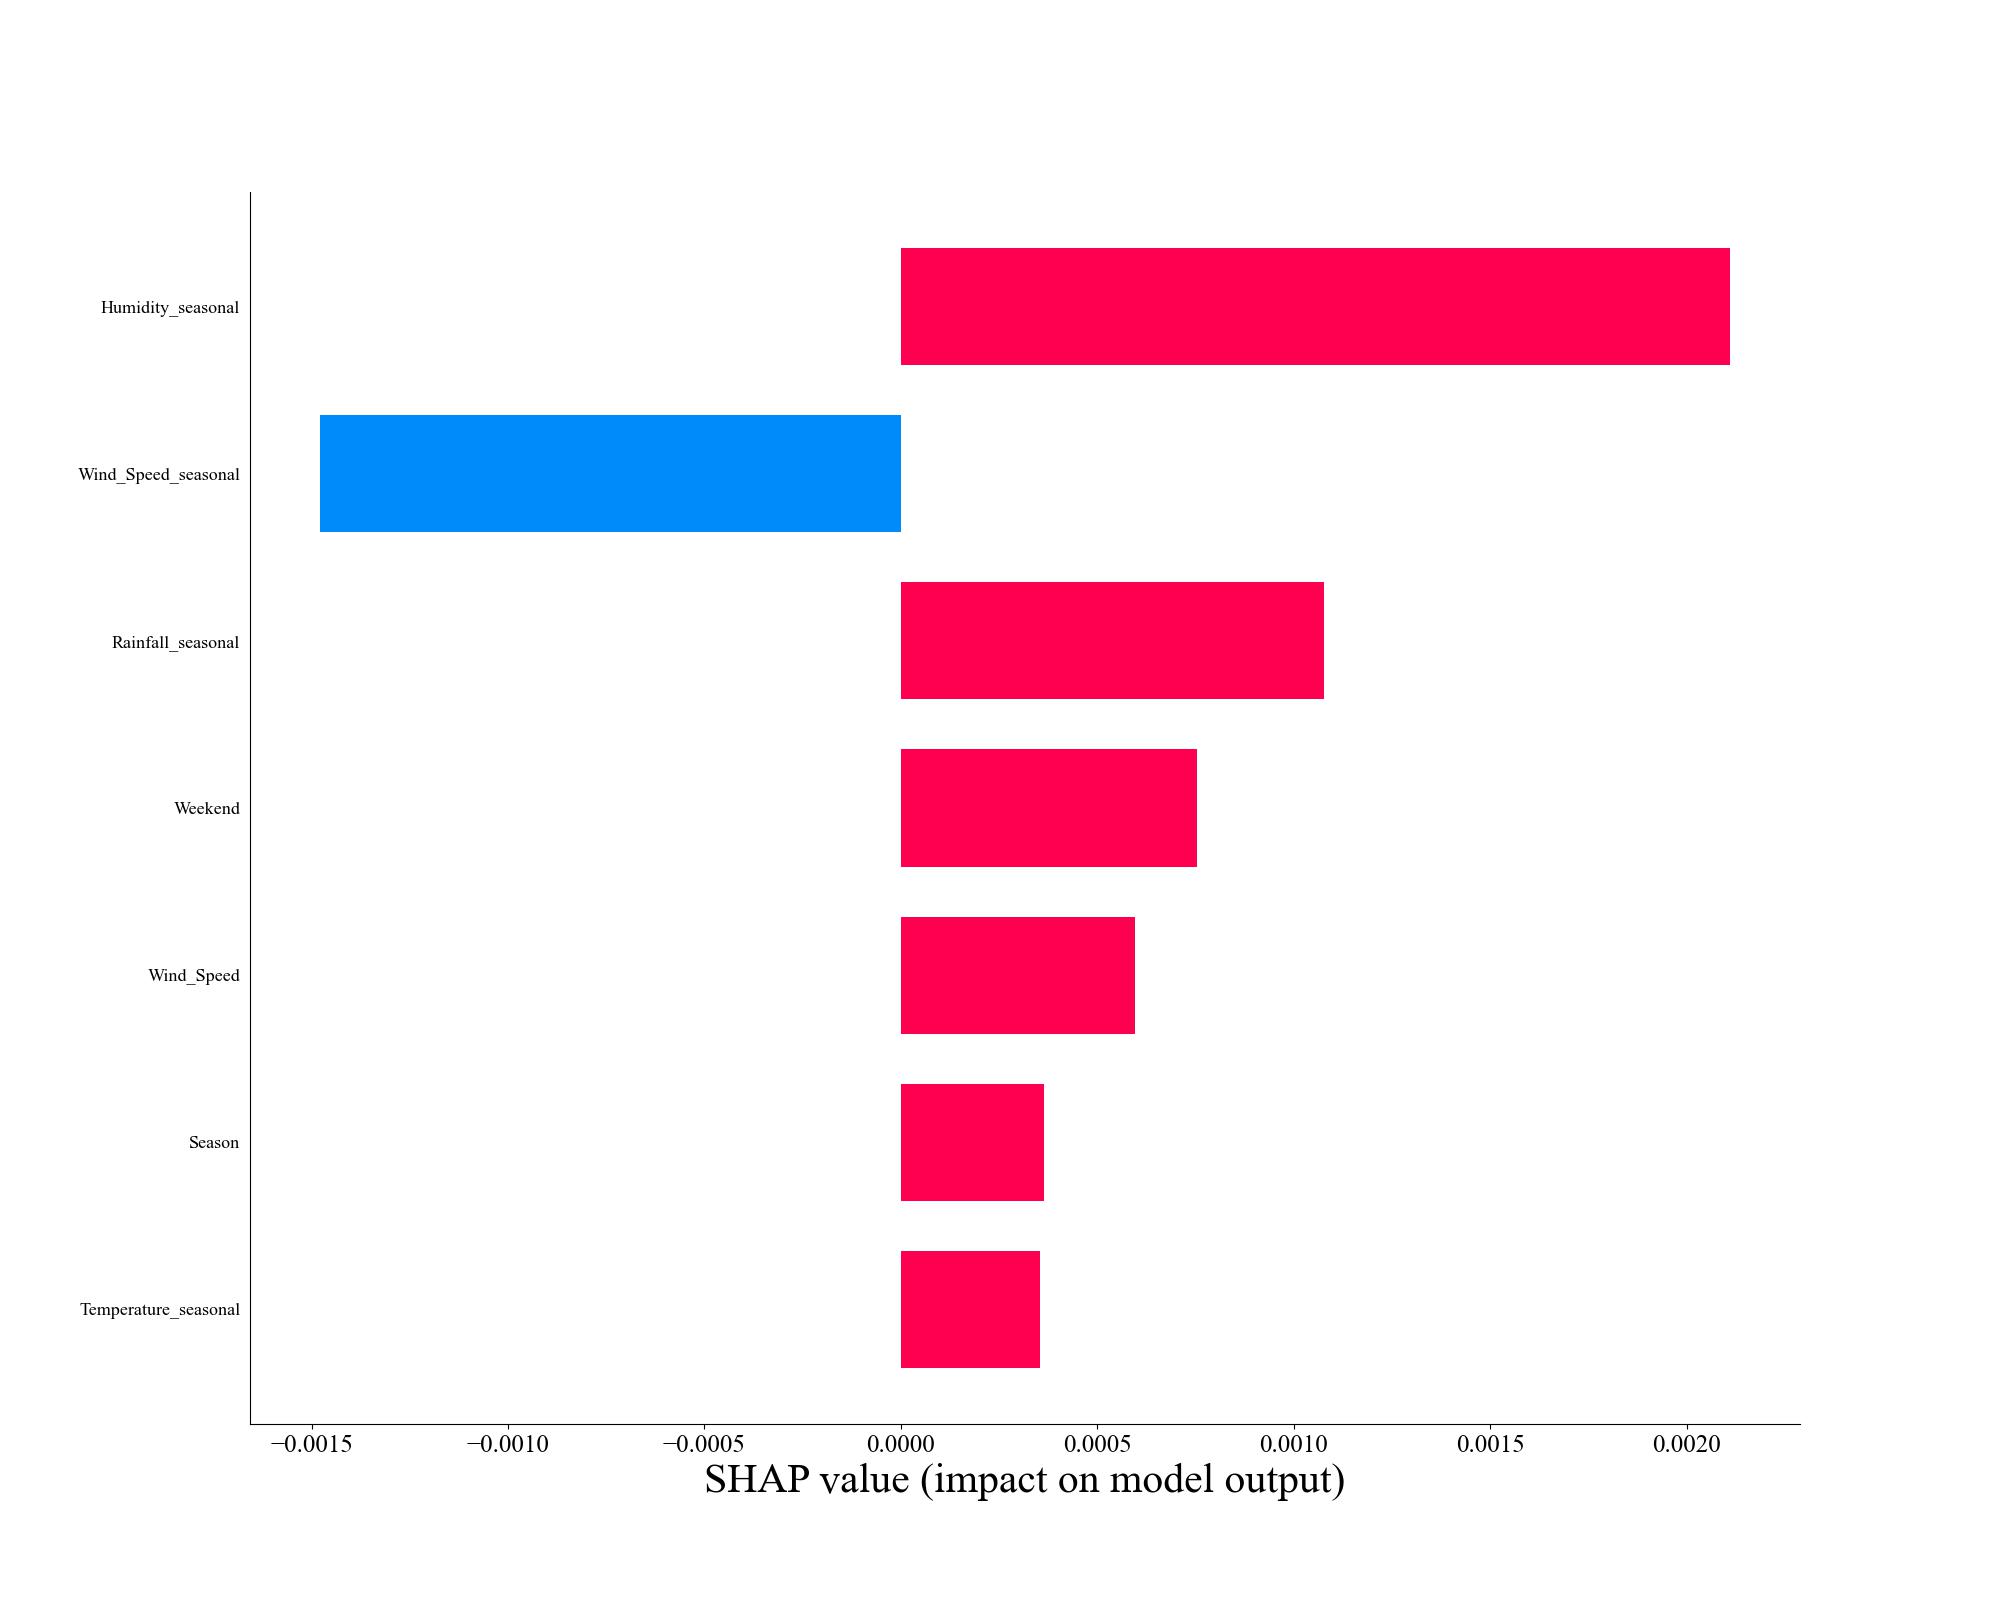 Humidity_seasonal
Wind_Speed_seasonal
Rainfall_seasonal
Weekend
Wind_Speed
Season
Temperature_seasonal
−0.0015 −0.0010 −0.0005 0.0000 0.0005 0.0010 0.0015 0.0020
SHAP value (impact on model output)